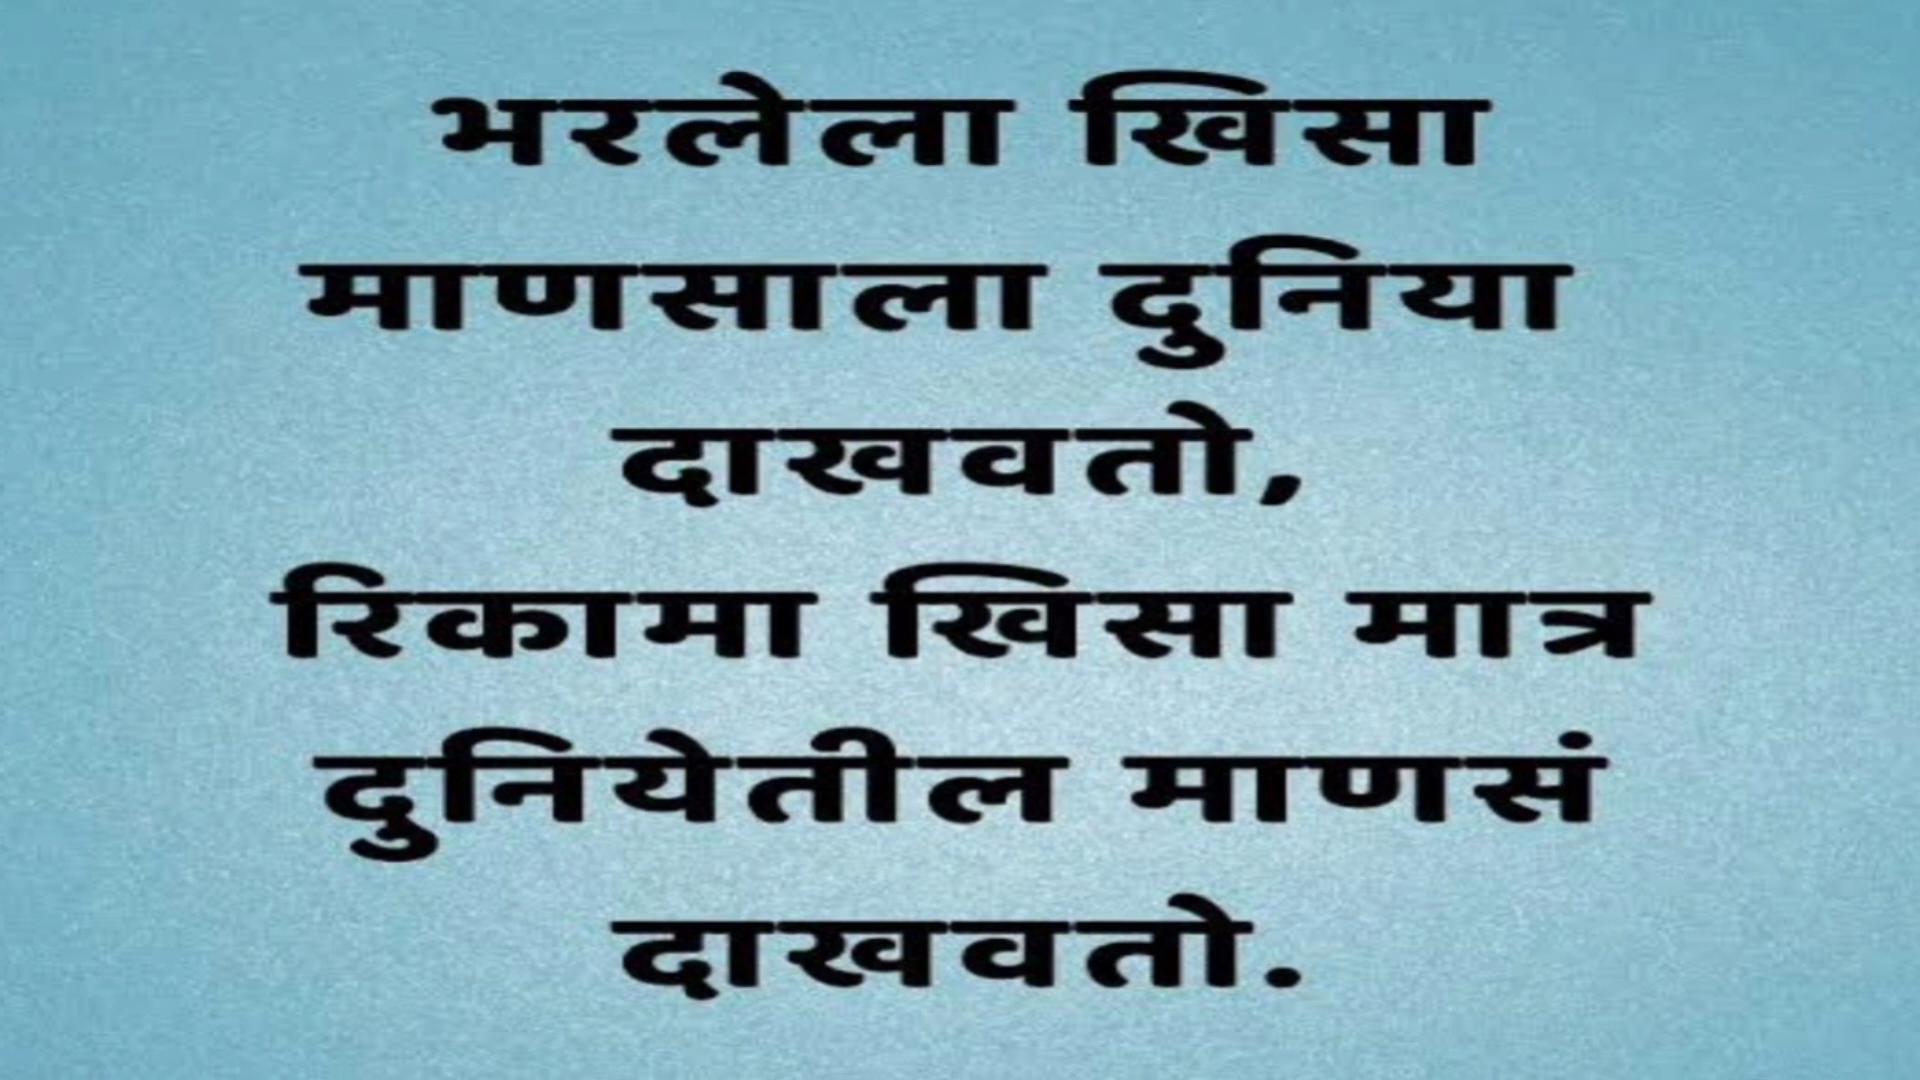 भरलेला खिसा
माणसाला दुनिया
दाखवतो,
रिकामा खिसा मात्र
दुनियेतील माणसं
दाखवतो.